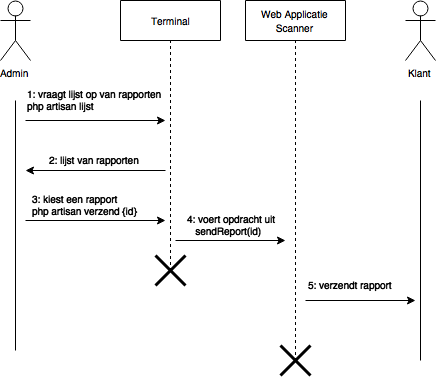 Terminal
Web Applicatie
Scanner
Admin
Klant
1: vraagt lijst op van rapporten
php artisan lijst
2: lijst van rapporten
3: kiest een rapport
php artisan verzend {id}
4: voert opdracht uit
sendReport(id)
5: verzendt rapport